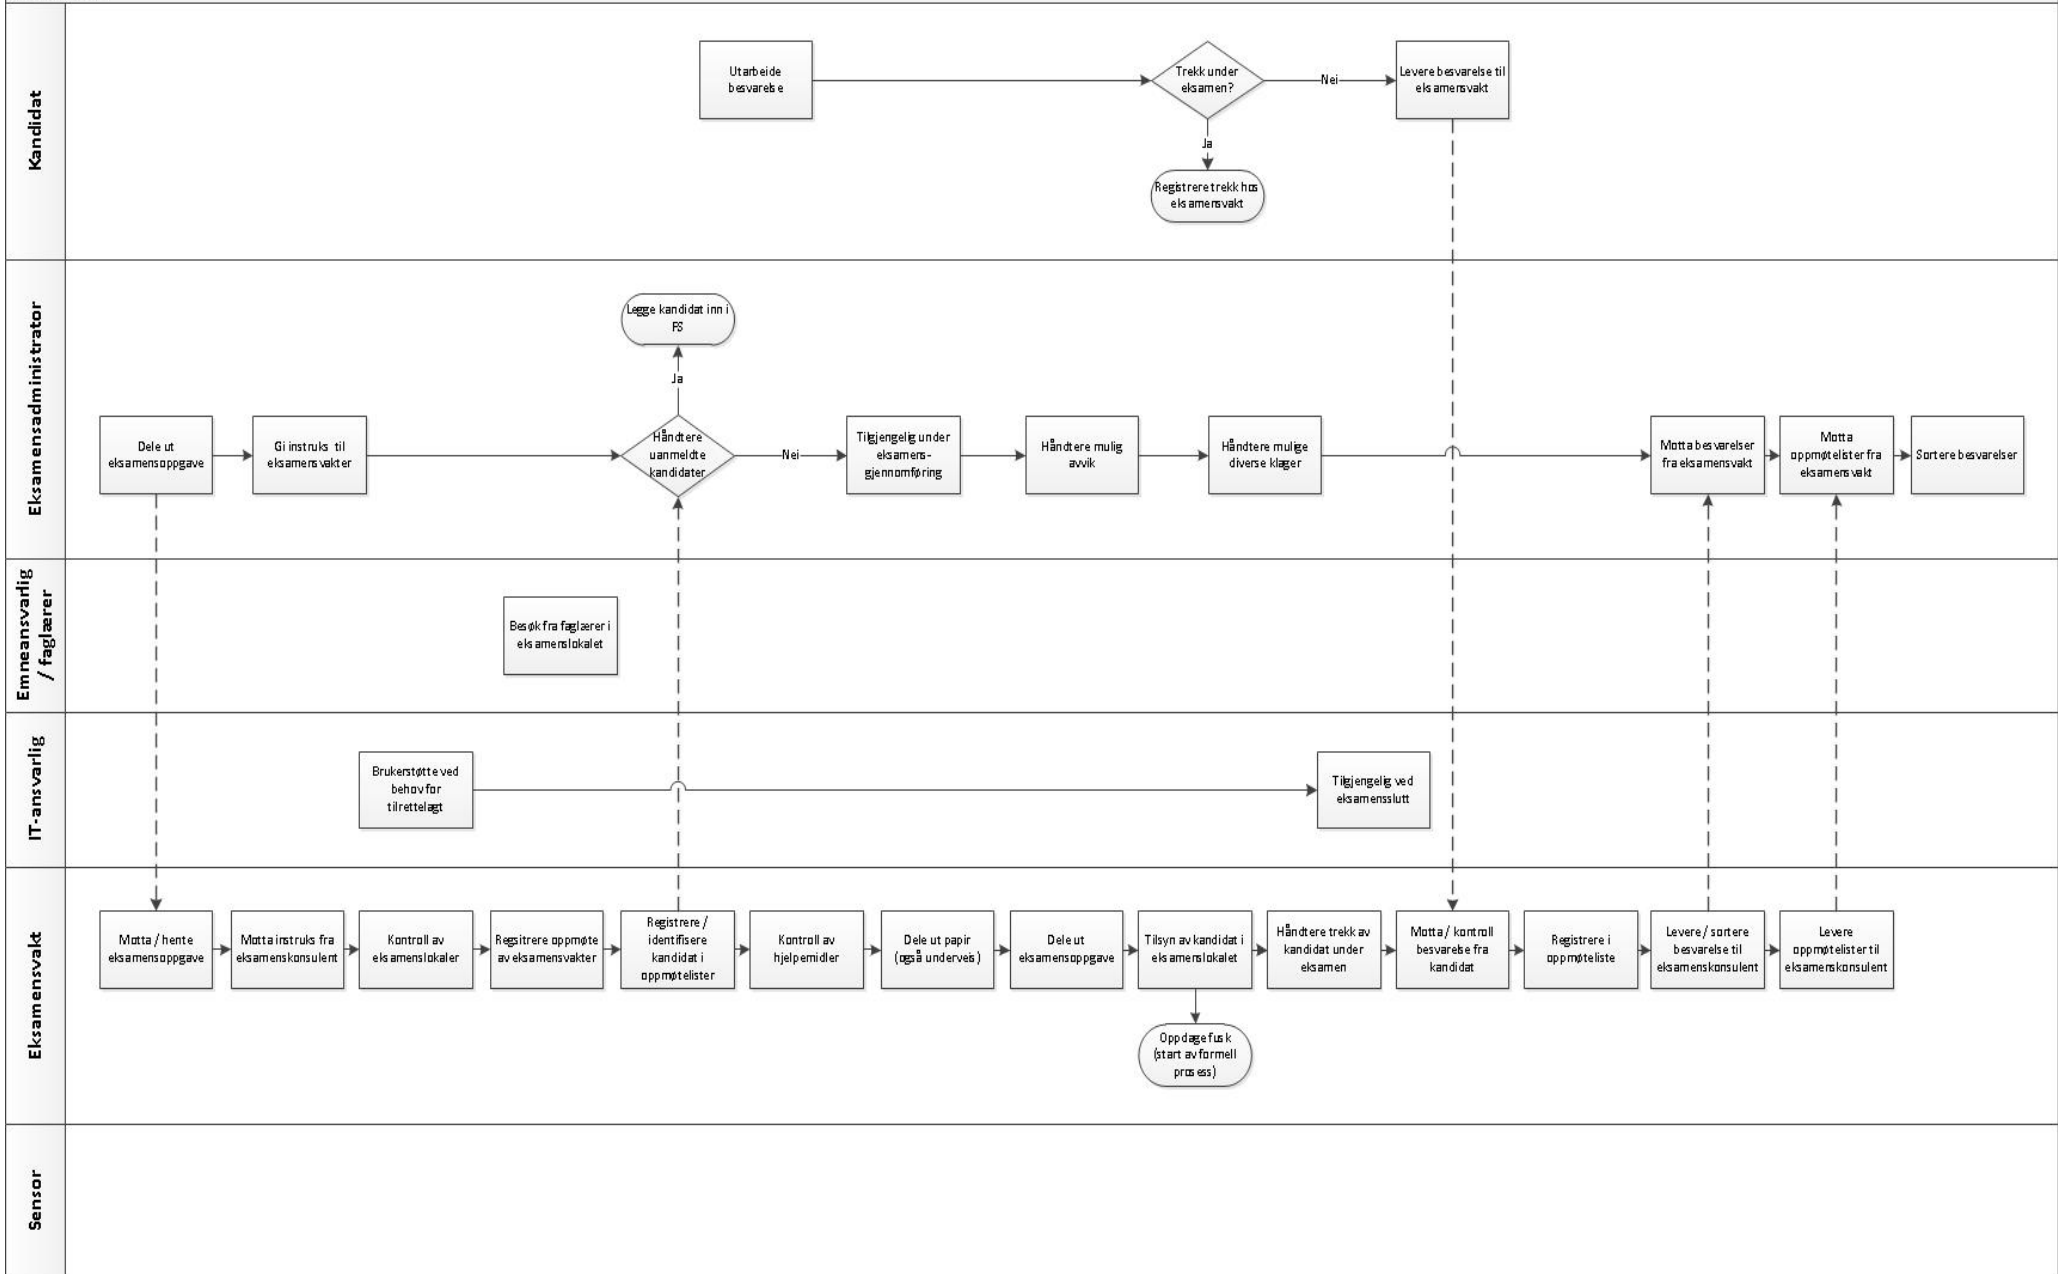 Kandidat
Utarbeide
besvarelse
Trekk under
eksamen?
Nei
Levere besvarelse til
eksamensvakt
Ja
Registrere trekk hos
eksamensvakt
Eksamensadministrator
Legge kandidat inn i
FS
Ja
Dele ut
eksamensoppgave
Gi instruks til
eksamensvakter
Håndtere
uanmeldte
kandidater
Nei
Tilgjengelig under
eksamens-
gjennomføring
Håndtere mulig
avvik
Håndtere mulige
diverse klager
Motta besvarelser
fra eksamensvakt
Motta
oppmøtelister fra
eksamensvakt
Sortere besvarelser
Emneansvarlig
/ faglærer
Besøk fra faglærer i
eksamenslokalet
IT-ansvarlig
Brukerstøtte ved
behov for
tilrettelagt
Tilgjengelig ved
eksamensslutt
Eksamensvakt
Motta / hente
eksamensoppgave
Motta instruks fra
eksamenskonsulent
Kontroll av
eksamenslokaler
Regsitrere oppmøte
av eksamensvakter
Registrere /
identifisere
kandidat i
oppmøtelister
Kontroll av
hjelpemidler
Dele ut papir
(også underveis)
Dele ut
eksamensoppgave
Tilsyn av kandidat i
eksamenslokalet
Håndtere trekk av
kandidat under
eksamen
Motta / kontroll
besvarelse fra
kandidat
Registrere i
oppmøteliste
Levere / sortere
besvarelse til
eksamenskonsulent
Levere
oppmøtelister til
eksamenskonsulent
Oppdage fusk
(start av formell
prosess)
Sensor